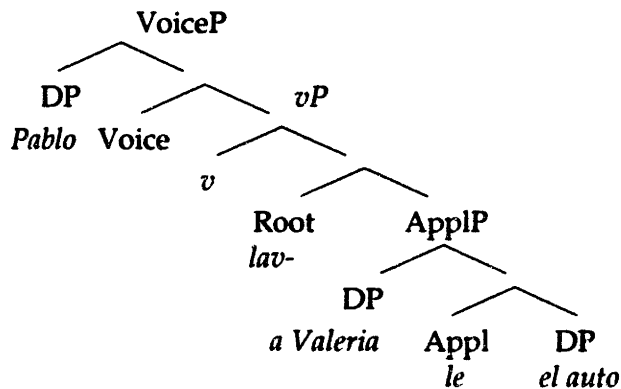 VoiceP
DP vP
Pablo Voice
v
Root ApplP
lav-
DP
a Valeria Appl DP
le el auto